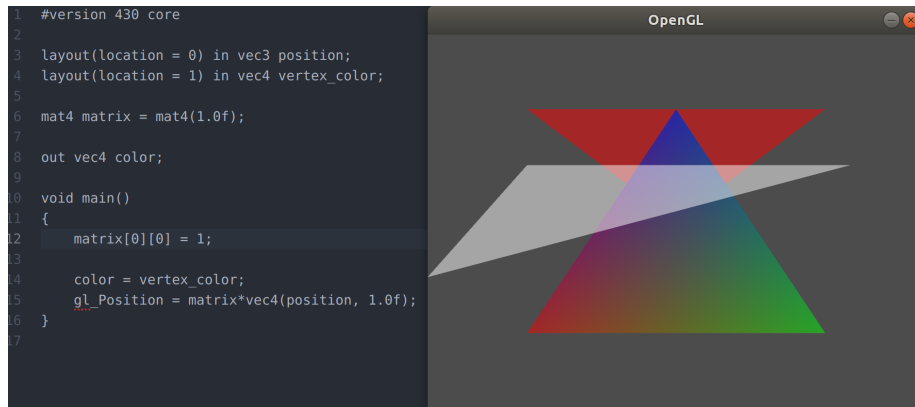 1 #version 430 core
2
3 layout(location = 0) in vec3 position;
4 layout(location = 1) in vec4 vertex_color;
5
6 mat4 matrix = mat4(1.0f);
7
8 out vec4 color;
9
10 void main()
11 {
12     matrix[0][0] = 1;
13
14     color = vertex_color;
15     gl_Position = matrix*vec4(position, 1.0f);
16 }
17
OpenGL